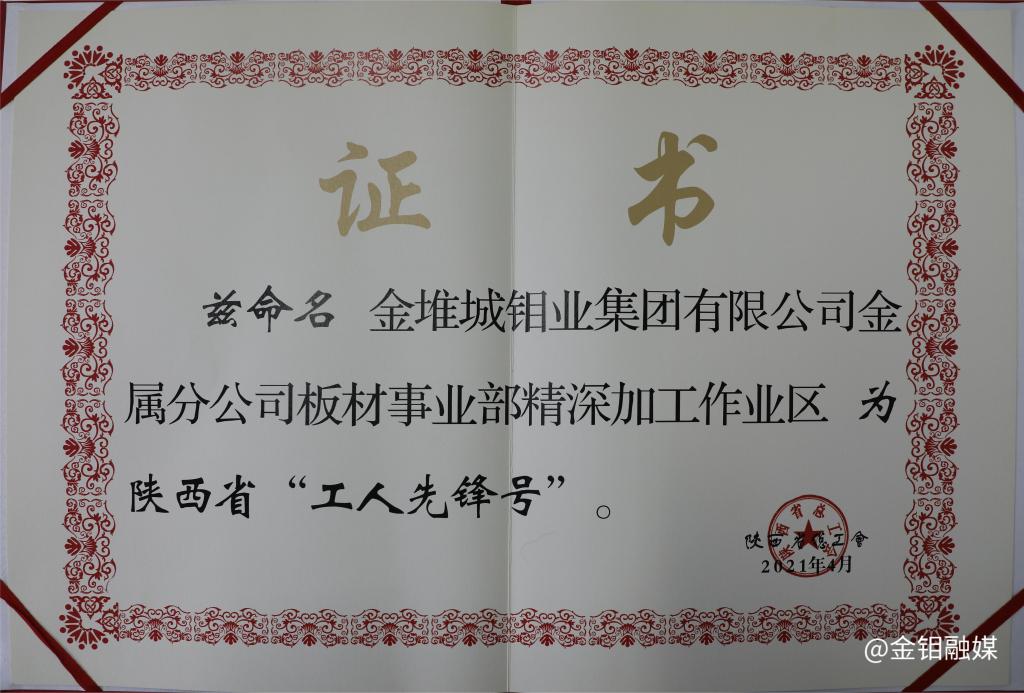 证书
兹命名 金堆城钼业集团有限公司金
属分公司板材事业部精深加工作业区 为
陕西省“工人先锋号”。
陕西省总工會
2021年4月
@金钼融媒